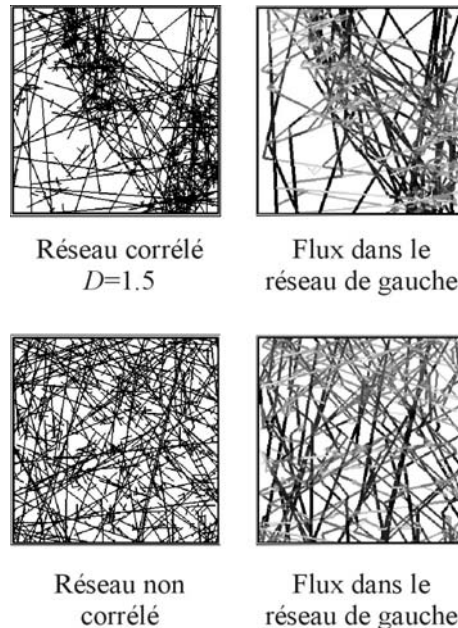 Réseau corrélé
D=1.5
Flux dans le
réseau de gauche
Réseau non
corrélé
Flux dans le
réseau de gauche